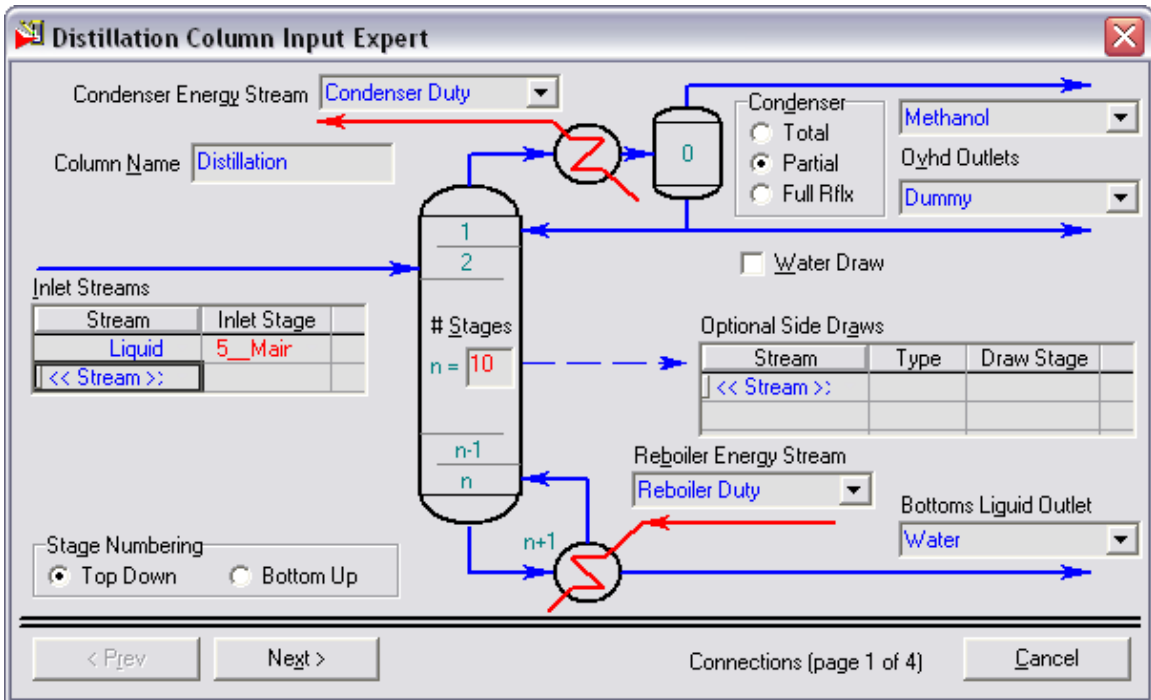 Distillation Column Input Expert
Condenser Energy Stream Condenser Duty
Column Name Distillation
0
Condenser
Total
Partial
Full Rflx
Methanol
Ovhd Outlets
Dummy
1
2
Water Draw
Inlet Streams
Stream Inlet Stage
Liquid 5__Mair
<< Stream >>
# Stages
n = 10
Optional Side Draws
Stream Type Draw Stage
<< Stream >>
n-1
n
Reboiler Energy Stream
Reboiler Duty
Bottoms Liquid Outlet
Water
n+1
Stage Numbering
Top Down Bottom Up
< Prev Next > Connections (page 1 of 4) Cancel